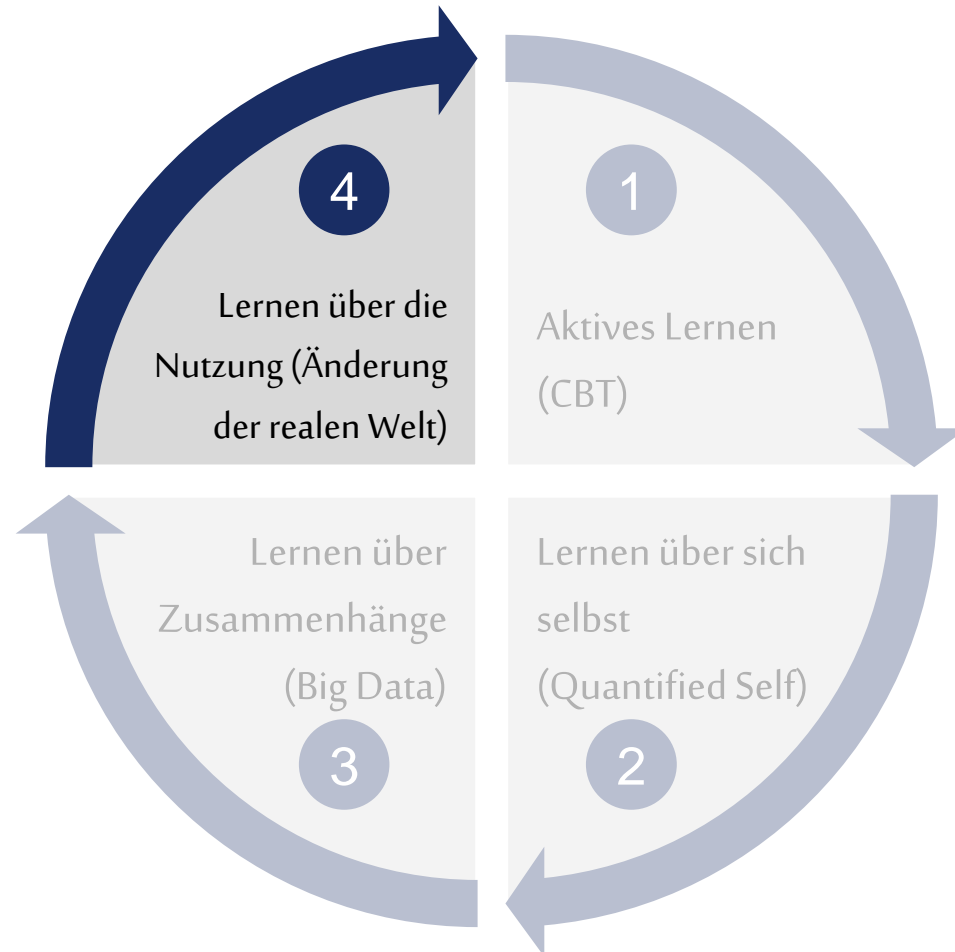 4
Lernen über die
Nutzung (Änderung
der realen Welt)
1
Aktives Lernen
(CBT)
Lernen über sich
selbst
(Quantified Self)
2
Lernen über
Zusammenhänge
(Big Data)
3